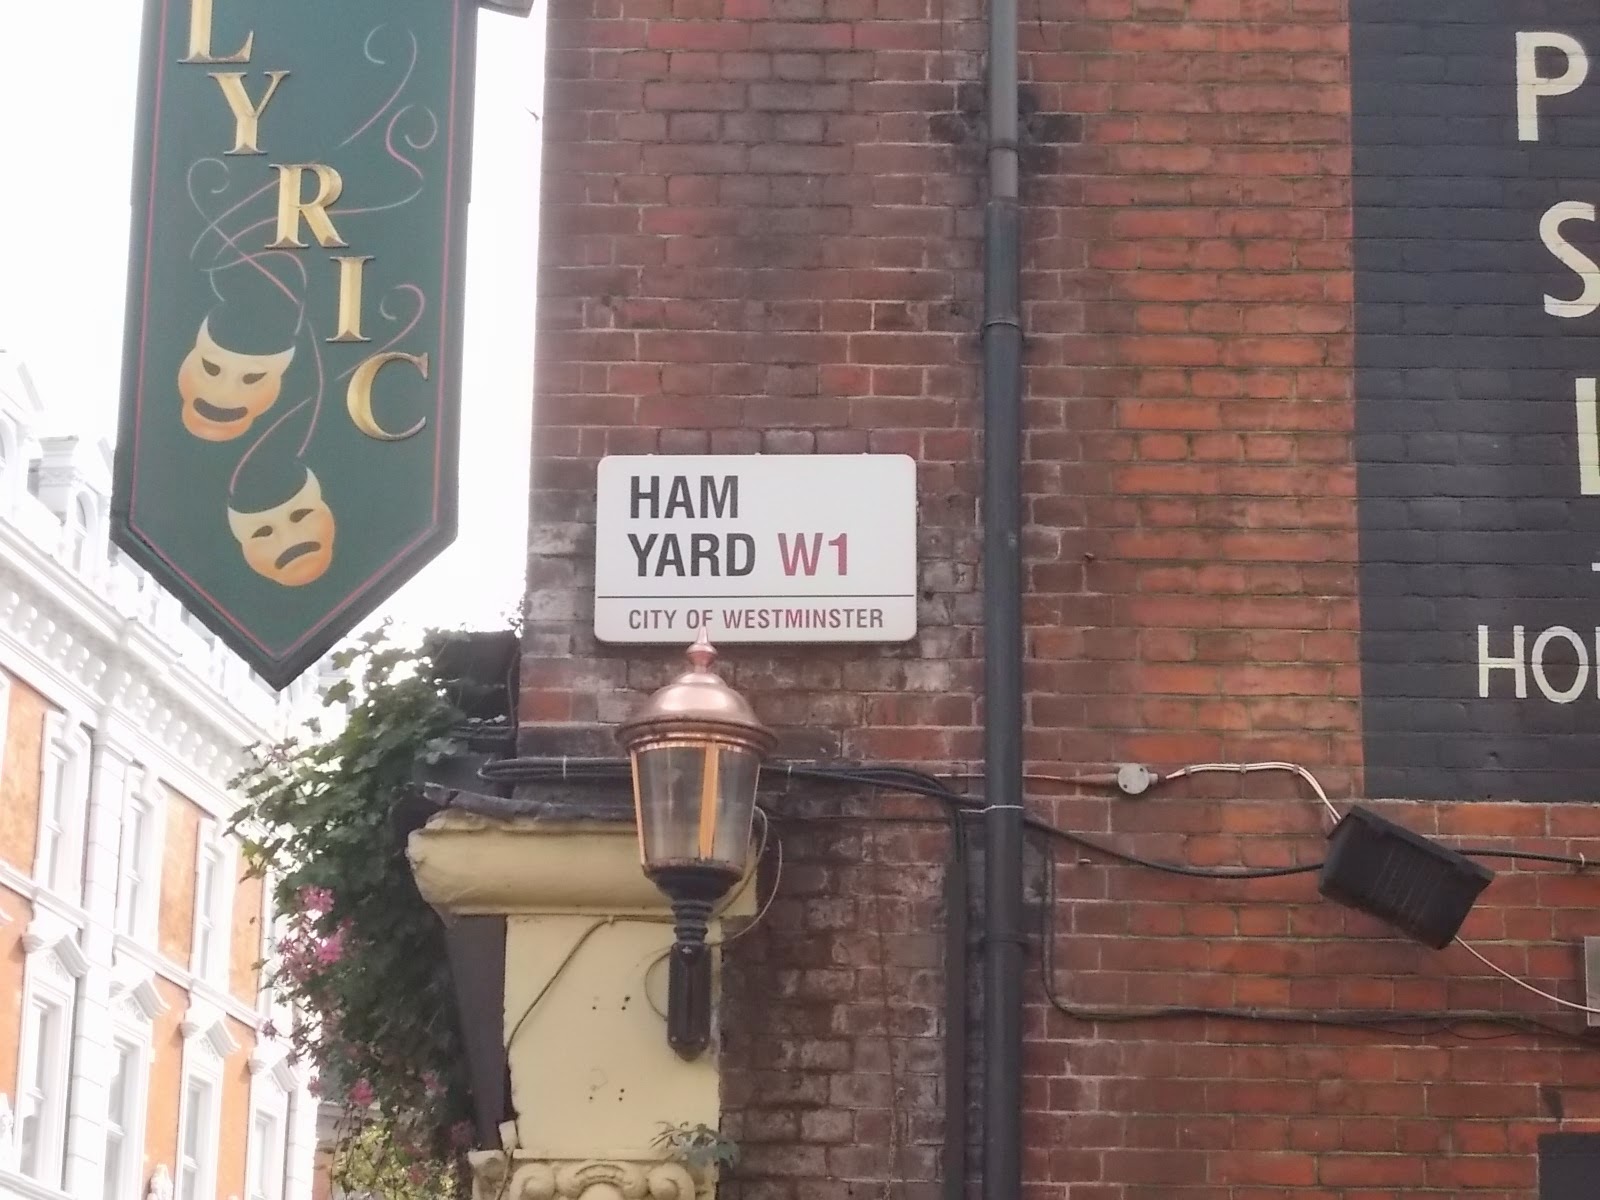 LYRIC
HAM
YARD W1
CITY OF WESTMINSTER
P
S